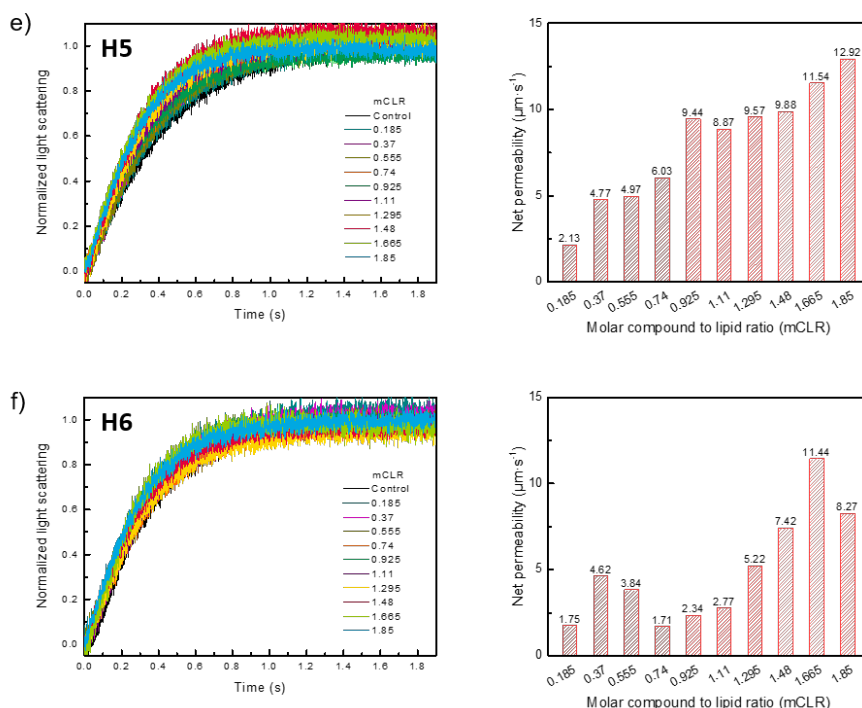 e)
H5
Normalized light scattering
1.0
0.8
0.6
0.4
0.2
0.0
mCLR
Control
0.185
0.37
0.555
0.74
0.925
1.11
1.295
1.48
1.665
1.85
0.0 0.2 0.4 0.6 0.8 1.0 1.2 1.4 1.6 1.8
Time (s)
Net permeability (μm·s⁻¹)
15
10
5
0
2.13 4.77 4.97 6.03 9.44 8.87 9.57 9.88 11.54 12.92
0.185 0.37 0.555 0.74 0.925 1.11 1.295 1.48 1.665 1.85
Molar compound to lipid ratio (mCLR)
f)
H6
Normalized light scattering
1.0
0.8
0.6
0.4
0.2
0.0
mCLR
Control
0.185
0.37
0.555
0.74
0.925
1.11
1.295
1.48
1.665
1.85
0.0 0.2 0.4 0.6 0.8 1.0 1.2 1.4 1.6 1.8
Time (s)
Net permeability (μm·s⁻¹)
15
10
5
0
1.75 4.62 3.84 1.71 2.34 2.77 5.22 7.42 11.44 8.27
0.185 0.37 0.555 0.74 0.925 1.11 1.295 1.48 1.665 1.85
Molar compound to lipid ratio (mCLR)